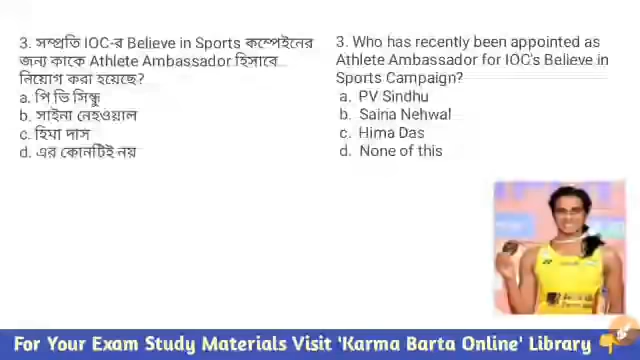 3. সম্প্রতি IOC-র Believe in Sports কম্পেইনের
জন্য কাকে Athlete Ambassador হিসাবে
নিয়োগ করা হয়েছে?
a. পি ভি সিন্ধু
b. সাইনা নেহওয়াল
c. হিমা দাস
d. এর কোনটিই নয়
3. Who has recently been appointed as
Athlete Ambassador for IOC's Believe in
Sports Campaign?
a. PV Sindhu
b. Saina Nehwal
c. Hima Das
d. None of this
For Your Exam Study Materials Visit 'Karma Barta Online' Library